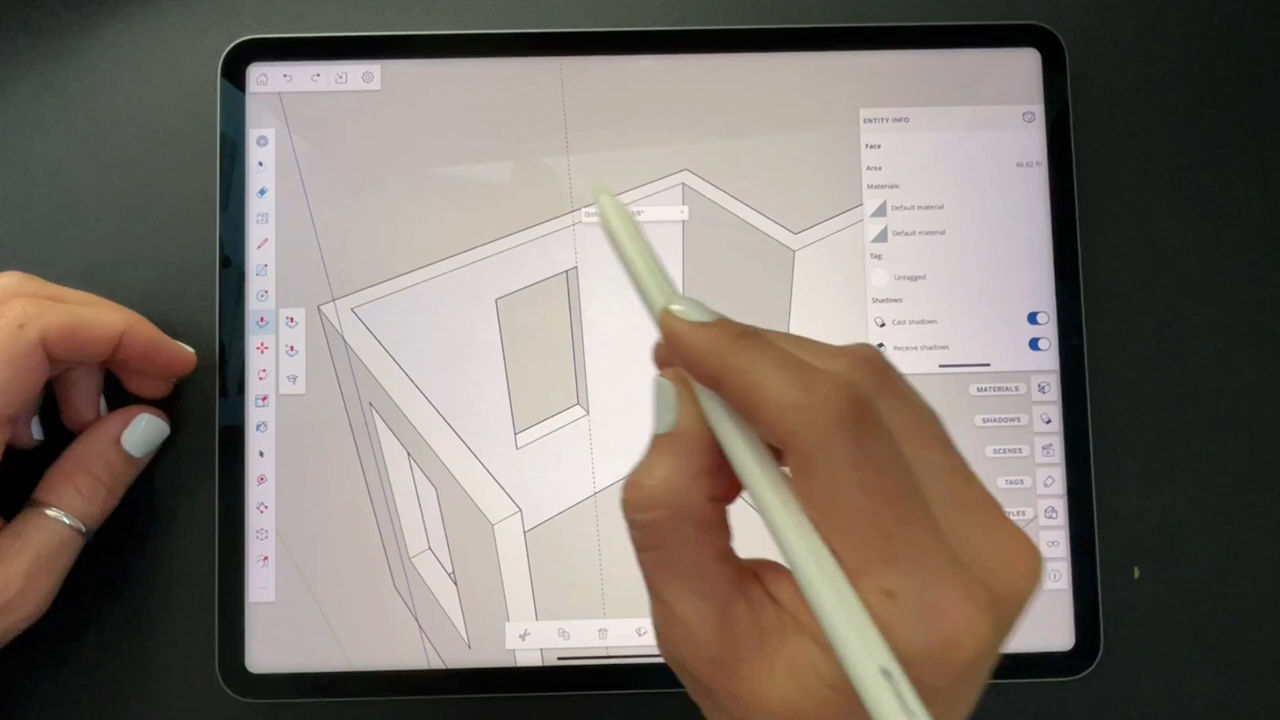 ENTITY INFO
Face
Area
Materials:
Default material
Default material
Tag:
Untagged
Shadows:
Cast shadows
Receive shadows
MATERIALS
SHADOWS
SCENES
TAGS